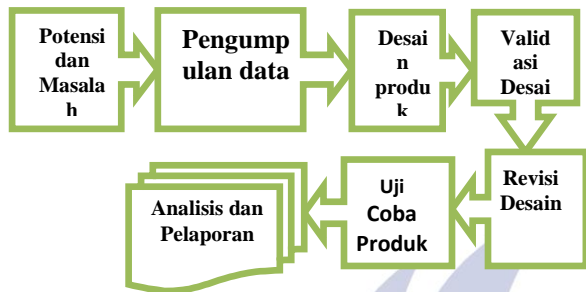 Potensi
dan
Masala
h
Pengump
ulan data
Desai
n
produ
k
Valid
asi
Desai
Revisi
Desain
Uji
Coba
Produk
Analisis dan
Pelaporan